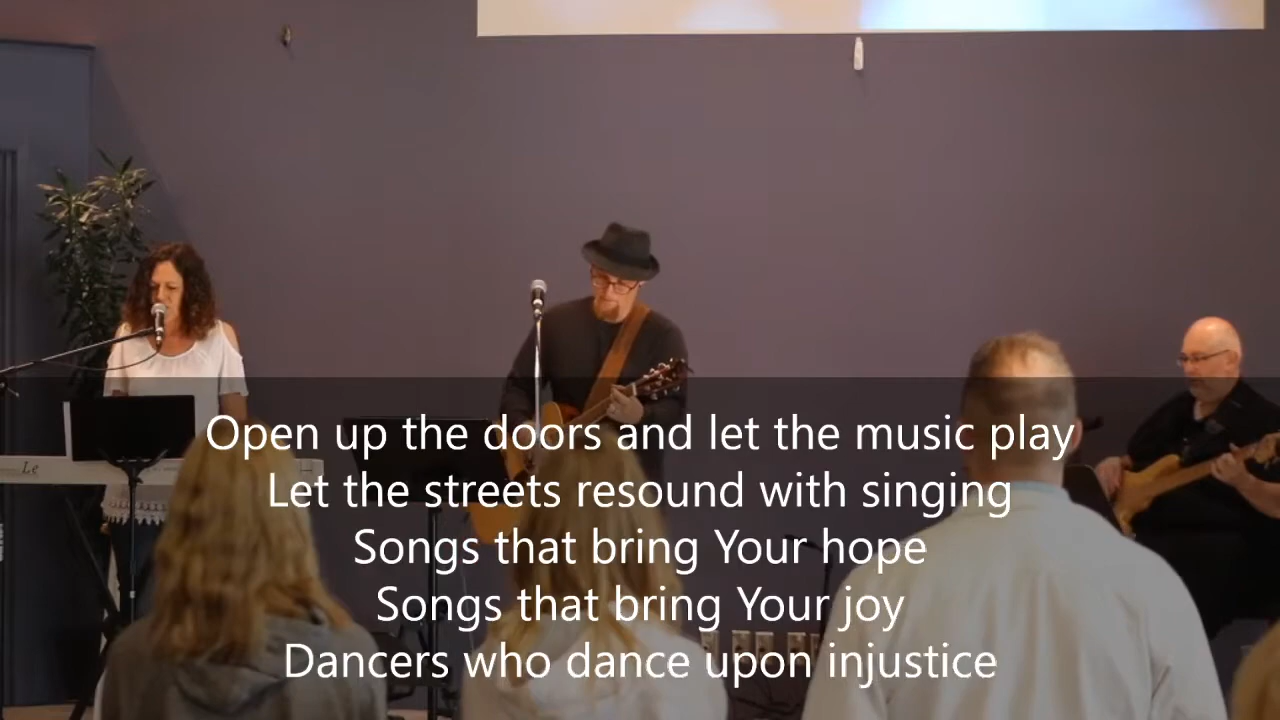 Open up the doors and let the music play
Let the streets resound with singing
Songs that bring Your hope
Songs that bring Your joy
Dancers who dance upon injustice
Le